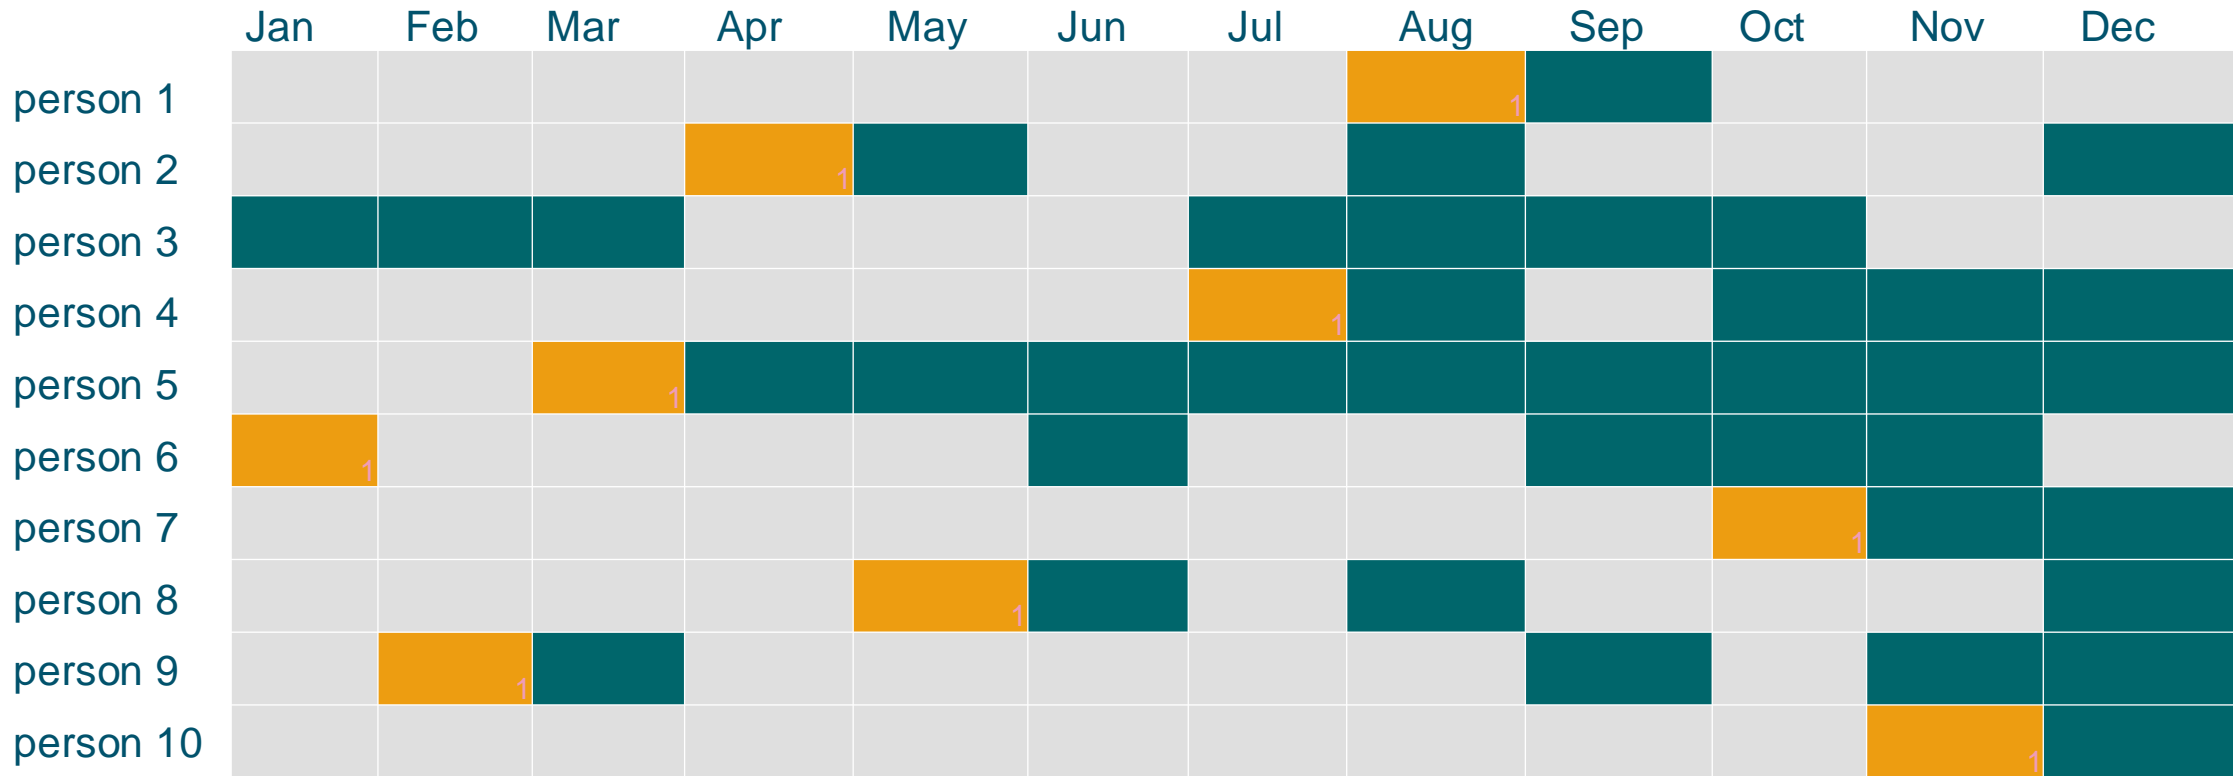 Jan Feb Mar Apr May Jun Jul Aug Sep Oct Nov Dec
person 1 1
person 2 1
person 3
person 4 1
person 5 1
person 6 1
person 7 1
person 8 1
person 9 1
person 10 1